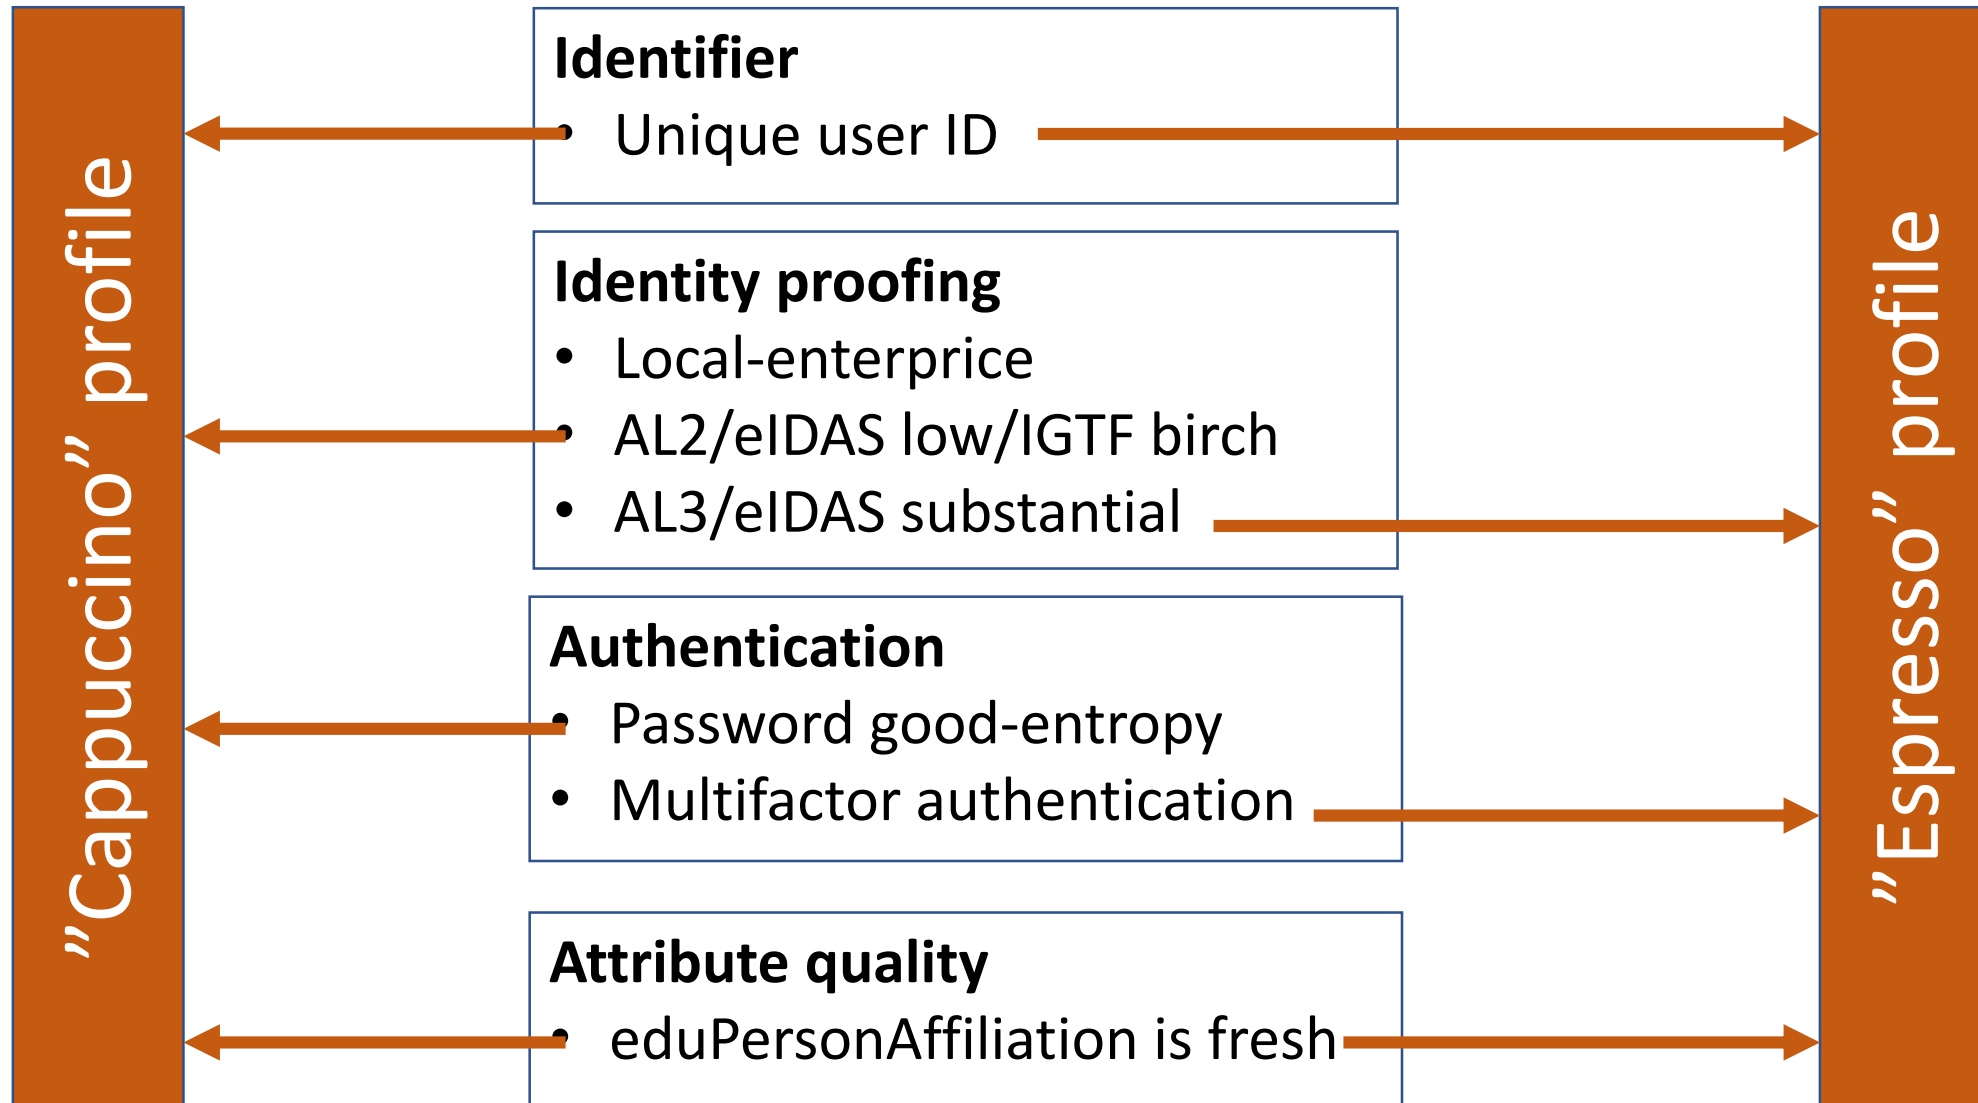 ”Cappuccino” profile
Identifier
• Unique user ID
Identity proofing
• Local-enterprice
• AL2/eIDAS low/IGTF birch
• AL3/eIDAS substantial
Authentication
• Password good-entropy
• Multifactor authentication
Attribute quality
• eduPersonAffiliation is fresh
”Espresso” profile